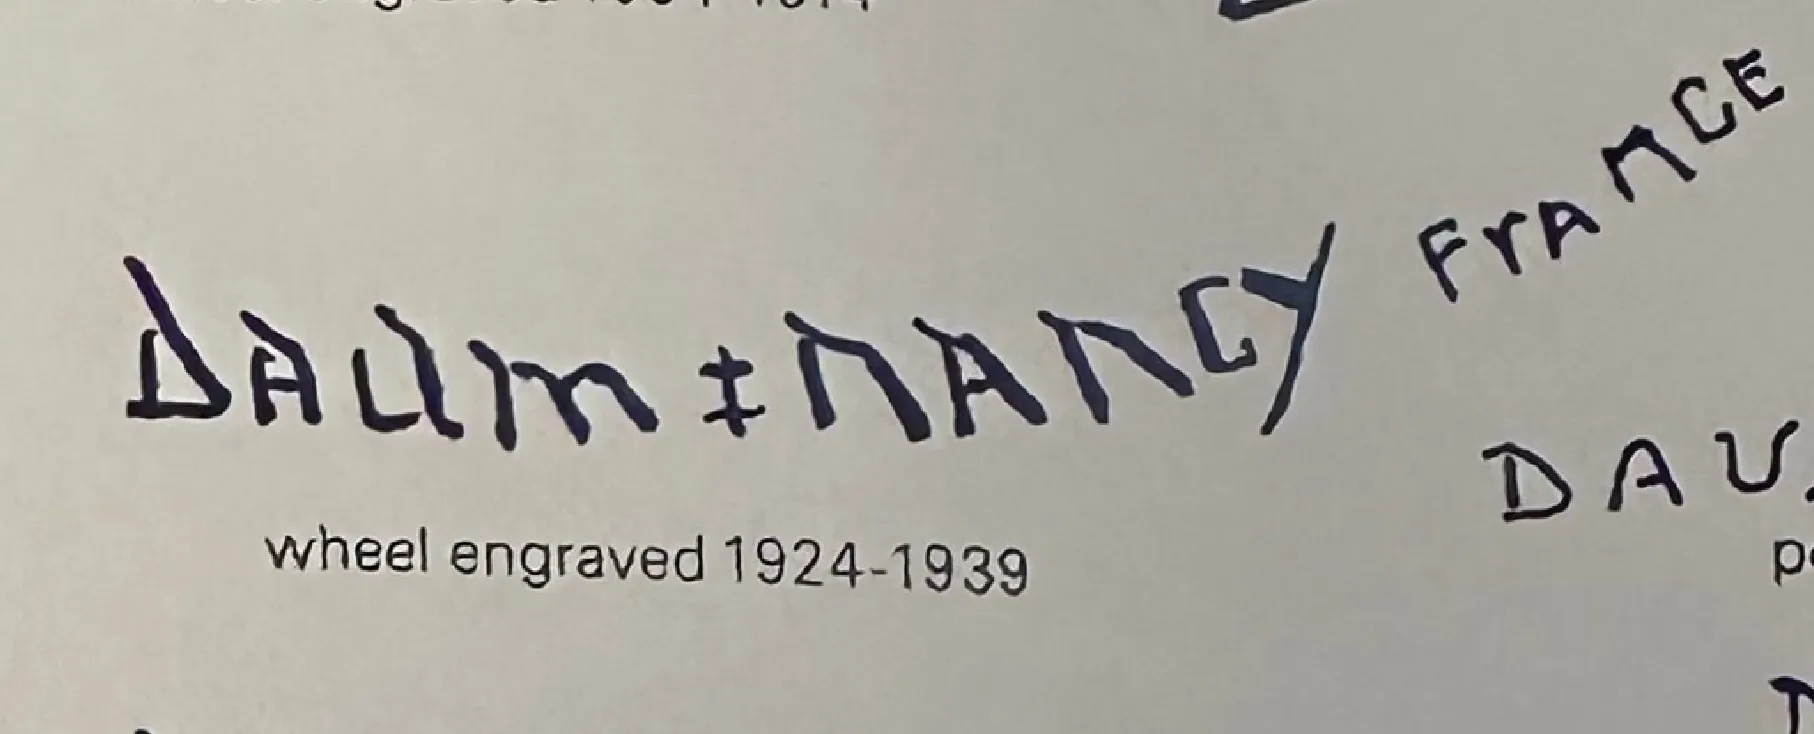 DAUM ‡ NANCY FRANCE
wheel engraved 1924-1939
DAU